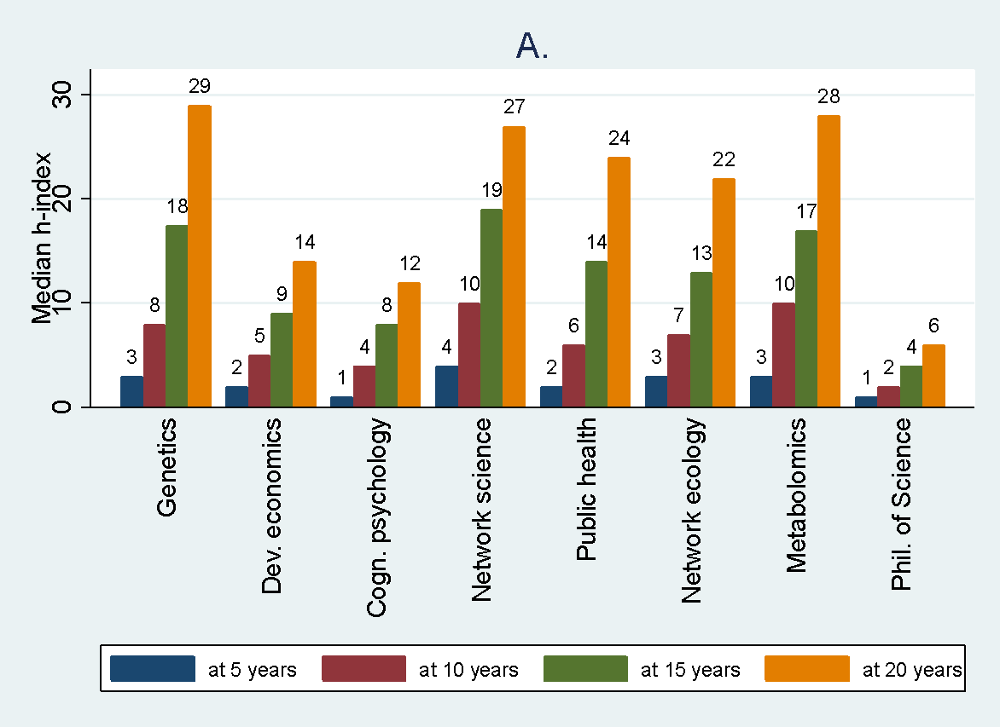 A.
Median h-index
30
20
10
0
3 8 18 29
2 5 9 14
1 4 8 12
4 10 19 27
2 6 14 24
3 7 13 22
3 10 17 28
1 2 4 6
Genetics
Dev. economics
Cogn. psychology
Network science
Public health
Network ecology
Metabolomics
Phil. of Science
at 5 years at 10 years at 15 years at 20 years